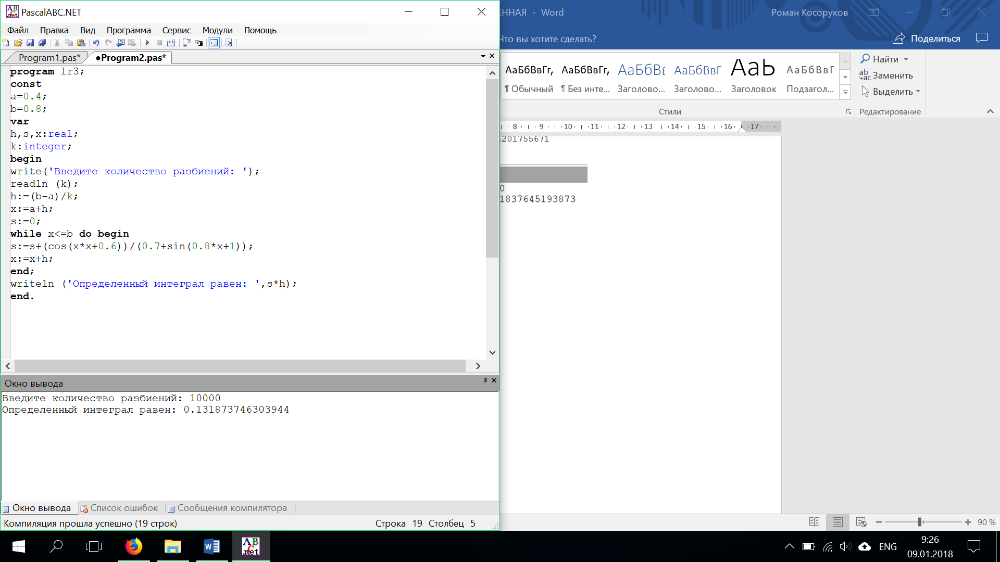 PascalABC.NET
Файл Правка Вид Программа Сервис Модули Помощь
Program1.pas* ●Program2.pas*
program lr3;
const
a=0.4;
b=0.8;
var
h,s,x:real;
k:integer;
begin
write('Введите количество разбиений: ');
readln (k);
h:=(b-a)/k;
x:=a+h;
s:=0;
while x<=b do begin
s:=s+(cos(x*x+0.6))/(0.7+sin(0.8*x+1));
x:=x+h;
end;
writeln ('Определенный интеграл равен: ',s*h);
end.
Окно вывода
Введите количество разбиений: 10000
Определенный интеграл равен: 0.131873746303944
Окно вывода Список ошибок Сообщения компилятора
Компиляция прошла успешно (19 строк) Строка 19 Столбец 5
ЕННАЯ - Word Роман Косоруков
Что вы хотите сделать? Поделиться
АаБбВвГг, АаБбВвГг, АаБбВв АаБбВвГ АаЬ АаБбВвГ
¶ Обычный ¶ Без инте... Заголово... Заголово... Заголовок Подзагол...
Стили
Найти
Заменить
Выделить
Редактирование
8 9 10 11 12 13 14 15 16 17
201755671
0
1837645193873
90 %
ENG
9:26
09.01.2018